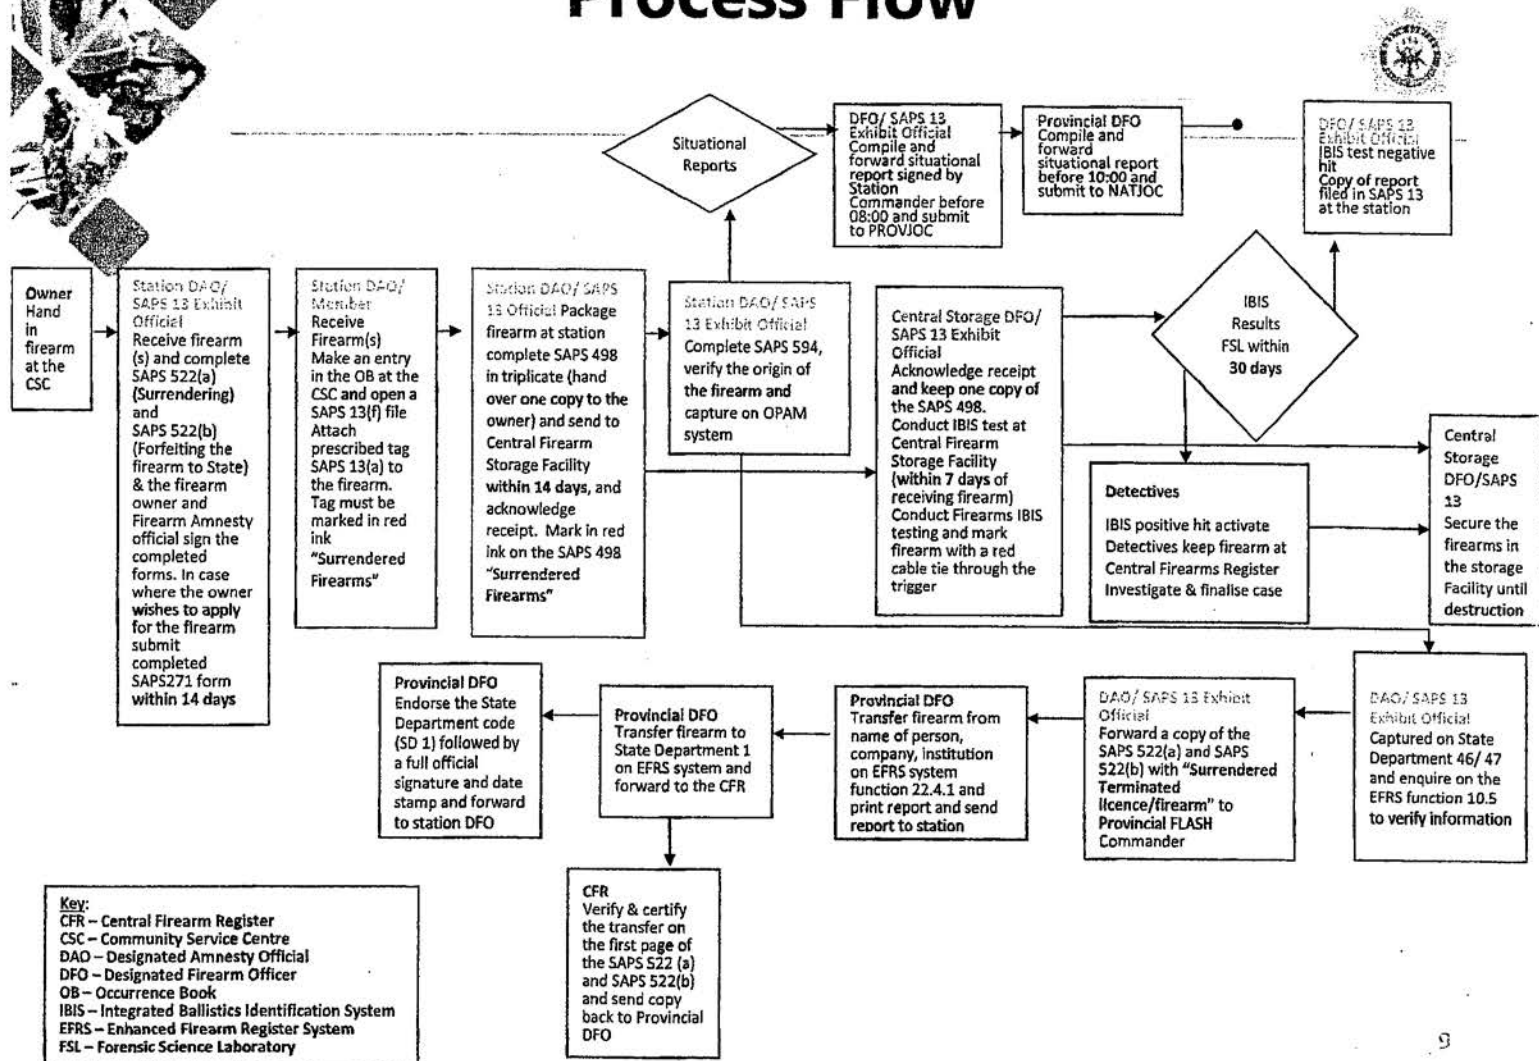 Process Flow
Situational
Reports
DFO/ SAPS 13
Exhibit Official
Compile and
forward situational
report signed by
Station
Commander before
08:00 and submit
to PROVJOC
Provincial DFO
Compile and
forward
situational report
before 10:00 and
submit to NATJOC
DFO/ SAPS 13
Exhibit Official
IBIS test negative
hit
Copy of report
filed in SAPS 13
at the station
Owner
Hand
in
firearm
at the
CSC
Station DAO/
SAPS 13 Exhibit
Official
Receive firearm
(s) and complete
SAPS 522(a)
(Surrendering)
and
SAPS 522(b)
(Forfeiting the
firearm to State)
& the firearm
owner and
Firearm Amnesty
official sign the
completed
forms. In case
where the owner
wishes to apply
for the firearm
submit
completed
SAPS271 form
within 14 days
Station DAO/
Member
Receive
Firearm(s)
Make an entry
in the OB at the
CSC and open a
SAPS 13(f) file
Attach
prescribed tag
SAPS 13(a) to
the firearm.
Tag must be
marked in red
ink
"Surrendered
Firearms"
Station DAO/ SAPS
13 Official Package
firearm at station
complete SAPS 498
in triplicate (hand
over one copy to the
owner) and send to
Central Firearm
Storage Facility
within 14 days, and
acknowledge
receipt. Mark in red
ink on the SAPS 498
"Surrendered
Firearms"
Station DAO/ SAPS
13 Exhibit Official
Complete SAPS 594,
verify the origin of
the firearm and
capture on OPAM
system
Central Storage DFO/
SAPS 13 Exhibit
Official
Acknowledge receipt
and keep one copy of
the SAPS 498.
Conduct IBIS test at
Central Firearm
Storage Facility
(within 7 days of
receiving firearm)
Conduct Firearms IBIS
testing and mark
firearm with a red
cable tie through the
trigger
IBIS
Results
FSL within
30 days
Detectives
IBIS positive hit activate
Detectives keep firearm at
Central Firearms Register
Investigate & finalise case
Central
Storage
DFO/SAPS
13
Secure the
firearms in
the storage
Facility until
destruction
Provincial DFO
Endorse the State
Department code
(SD 1) followed by
a full official
signature and date
stamp and forward
to station DFO
Provincial DFO
Transfer firearm to
State Department 1
on EFRS system and
forward to the CFR
Provincial DFO
Transfer firearm from
name of person,
company, institution
on EFRS system
function 22.4.1 and
print report and send
report to station
DAO/ SAPS 13 Exhibit
Official
Forward a copy of the
SAPS 522(a) and SAPS
522(b) with "Surrendered
Terminated
licence/firearm" to
Provincial FLASH
Commander
DAO/ SAPS 13
Exhibit Official
Captured on State
Department 46/ 47
and enquire on the
EFRS function 10.5
to verify information
CFR
Verify & certify
the transfer on
the first page of
the SAPS 522 (a)
and SAPS 522(b)
and send copy
back to Provincial
DFO
Key:
CFR – Central Firearm Register
CSC – Community Service Centre
DAO – Designated Amnesty Official
DFO – Designated Firearm Officer
OB – Occurrence Book
IBIS – Integrated Ballistics Identification System
EFRS – Enhanced Firearm Register System
FSL – Forensic Science Laboratory
9